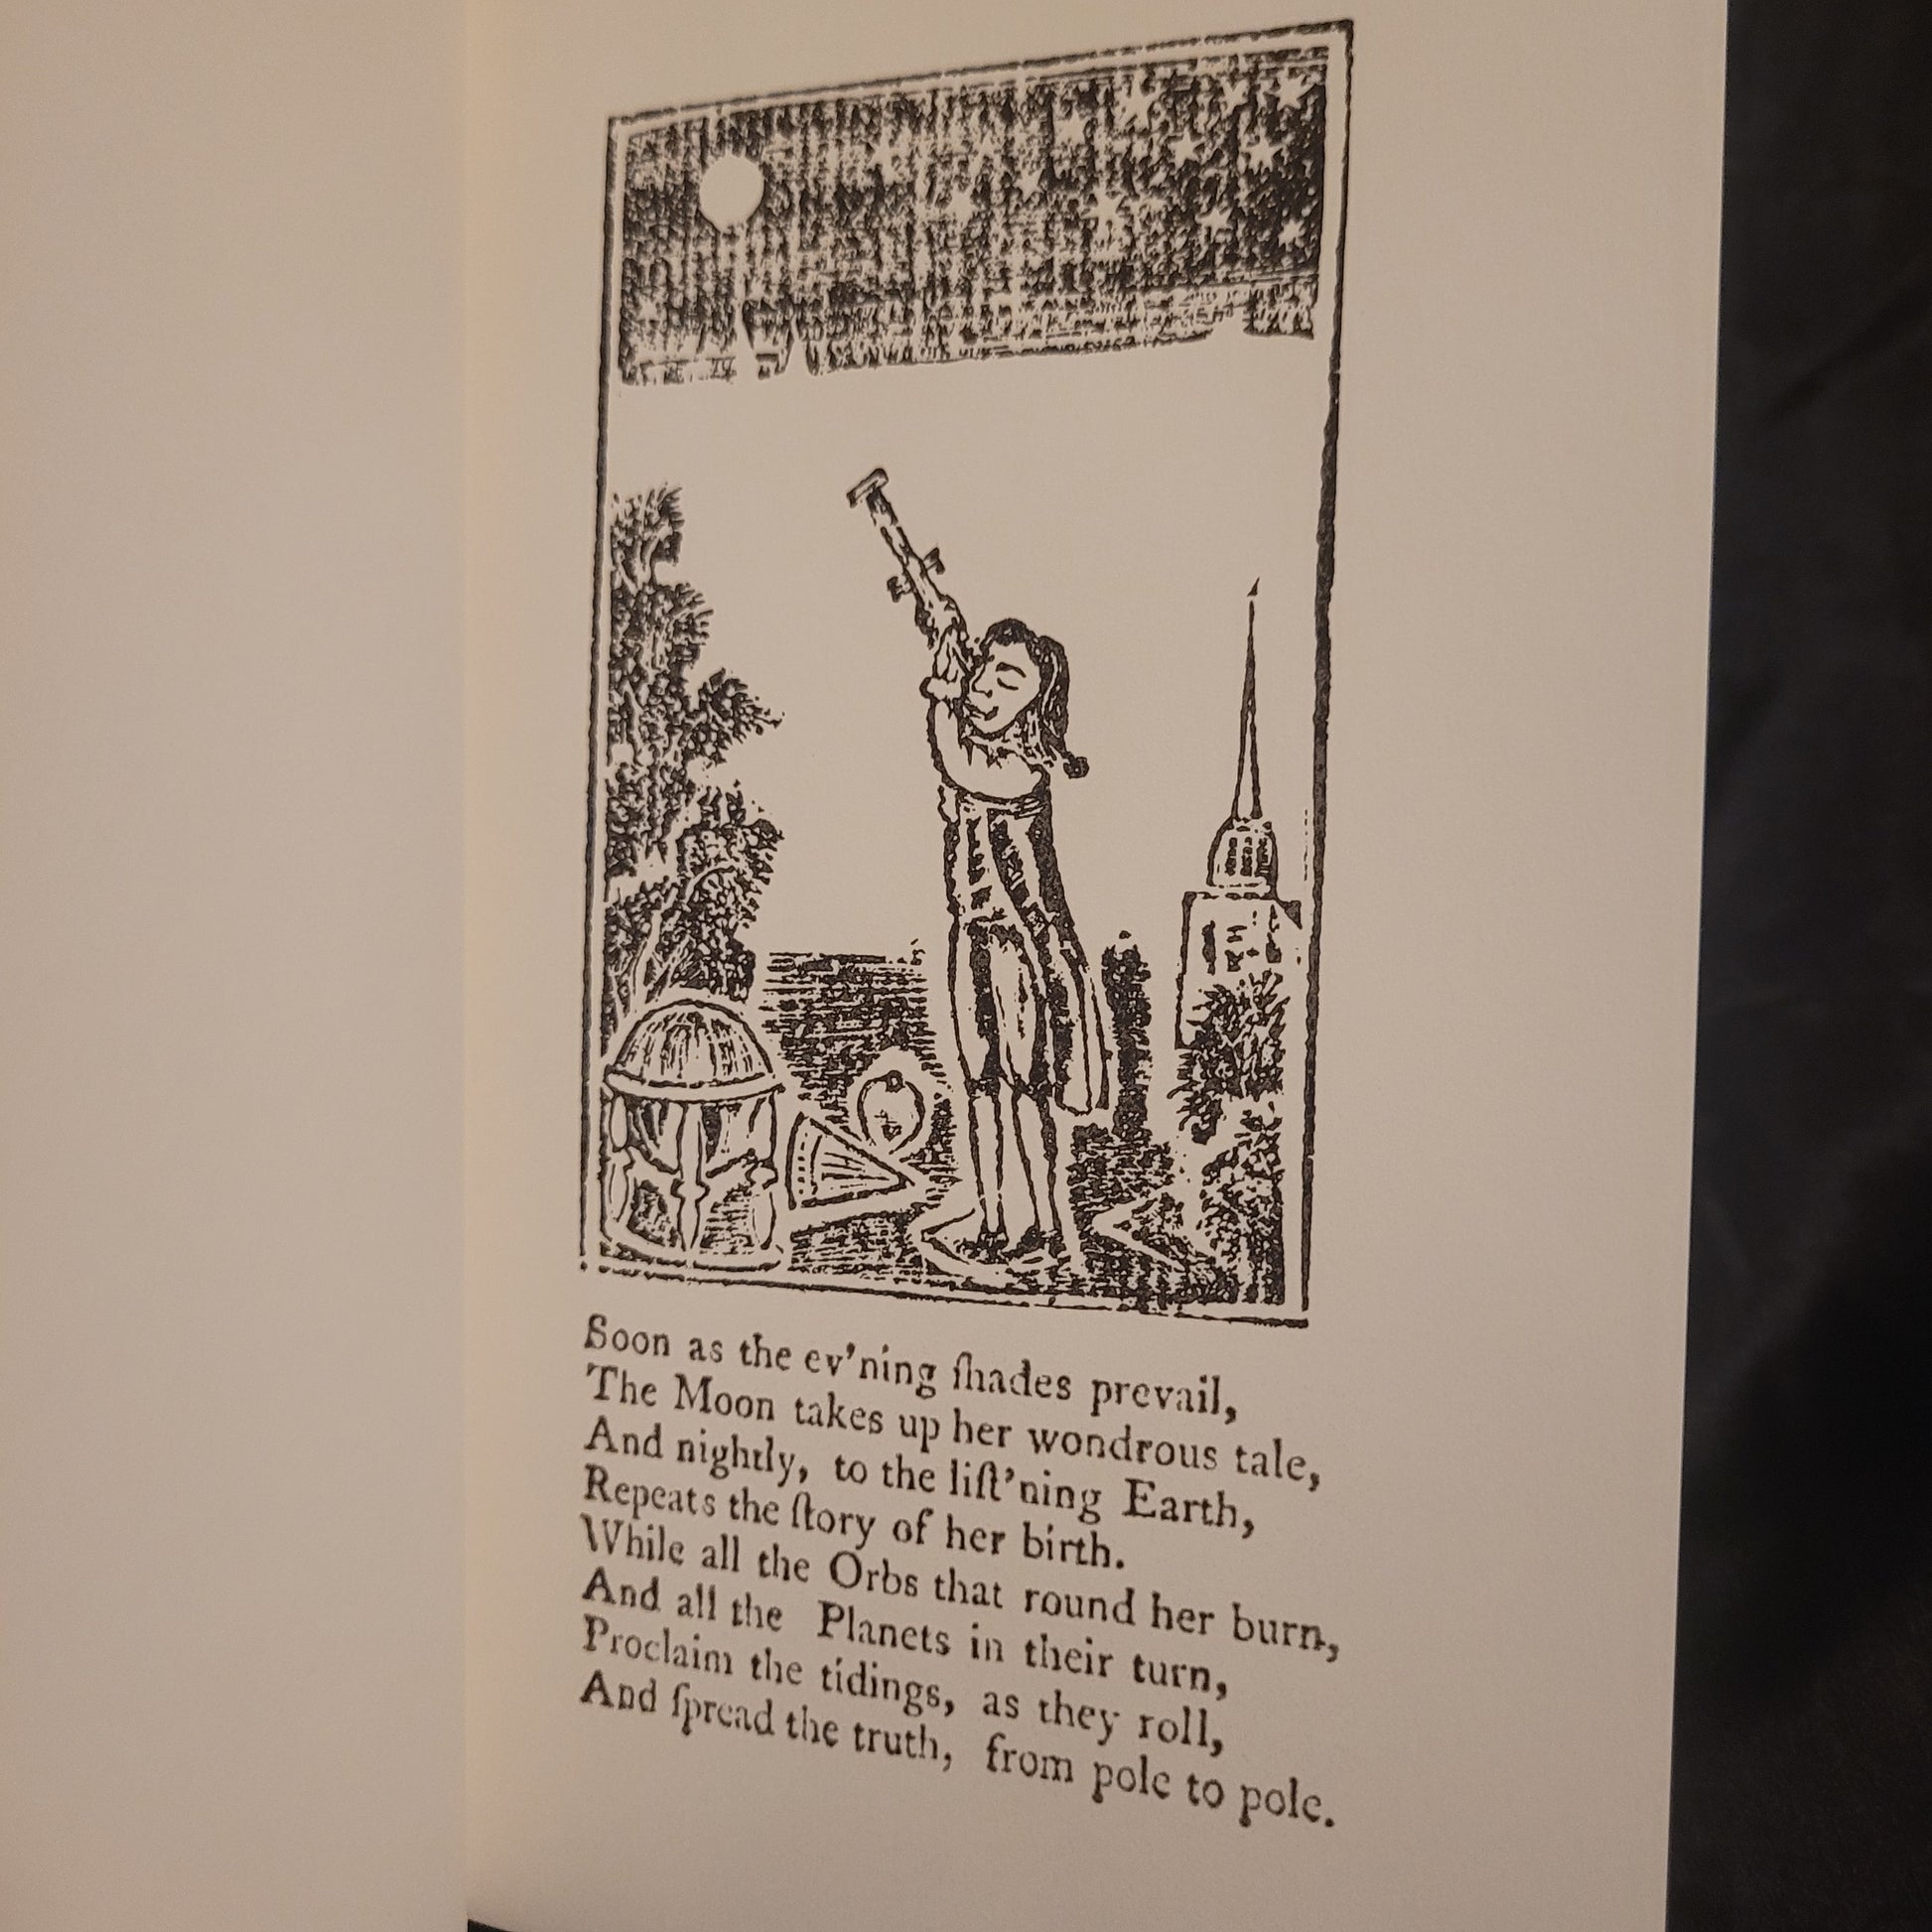 Soon as the ev'ning ſhades prevail,
The Moon takes up her wondrous tale,
And nightly, to the liſt'ning Earth,
Repeats the ſtory of her birth.
While all the Orbs that round her burn,
And all the Planets in their turn,
Proclaim the tidings, as they roll,
And ſpread the truth, from pole to pole.